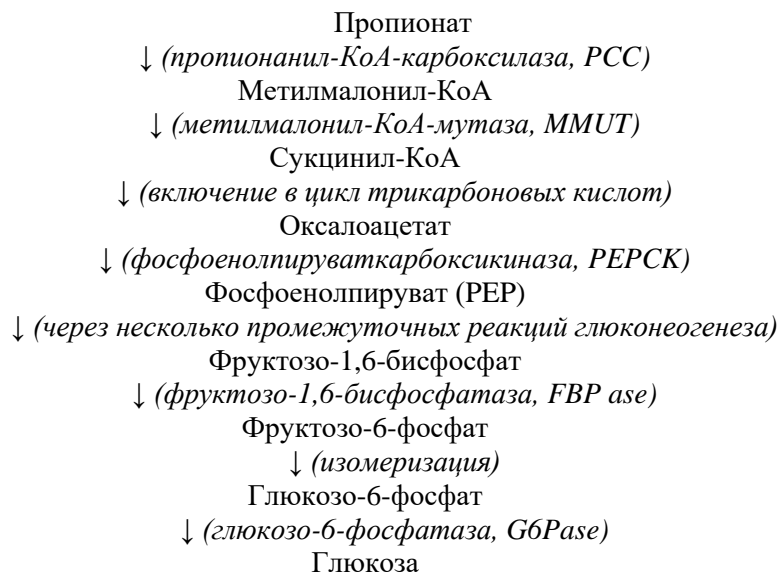 Пропионат
↓ (пропионанил-КоА-карбоксилаза, PCC)
Метилмалонил-КоА
↓ (метилмалонил-КоА-мутаза, MMUT)
Сукцинил-КоА
↓ (включение в цикл трикарбоновых кислот)
Оксалоацетат
↓ (фосфоенолпируваткарбоксикиназа, PEPCK)
Фосфоенолпируват (PEP)
↓ (через несколько промежуточных реакций глюконеогенеза)
Фруктозо-1,6-бисфосфат
↓ (фруктозо-1,6-бисфосфатаза, FBP ase)
Фруктозо-6-фосфат
↓ (изомеризация)
Глюкозо-6-фосфат
↓ (глюкозо-6-фосфатаза, G6Pase)
Глюкоза